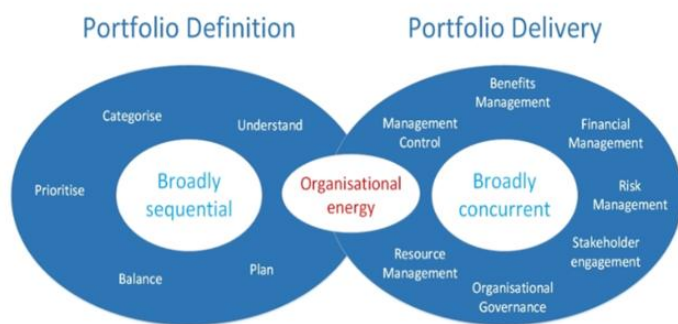 Portfolio Definition
Portfolio Delivery
Categorise
Understand
Prioritise
Broadly
sequential
Balance
Plan
Organisational
energy
Benefits
Management
Management
Control
Financial
Management
Broadly
concurrent
Risk
Management
Stakeholder
engagement
Resource
Management
Organisational
Governance